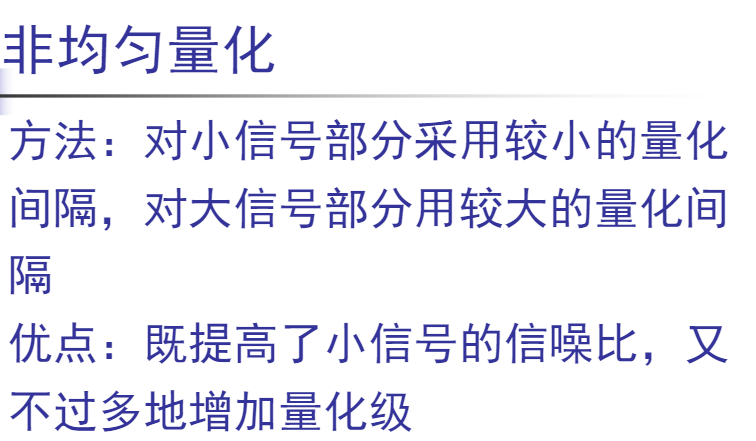 非均匀量化
方法：对小信号部分采用较小的量化
间隔，对大信号部分用较大的量化间
隔
优点：既提高了小信号的信噪比，又
不过多地增加量化级